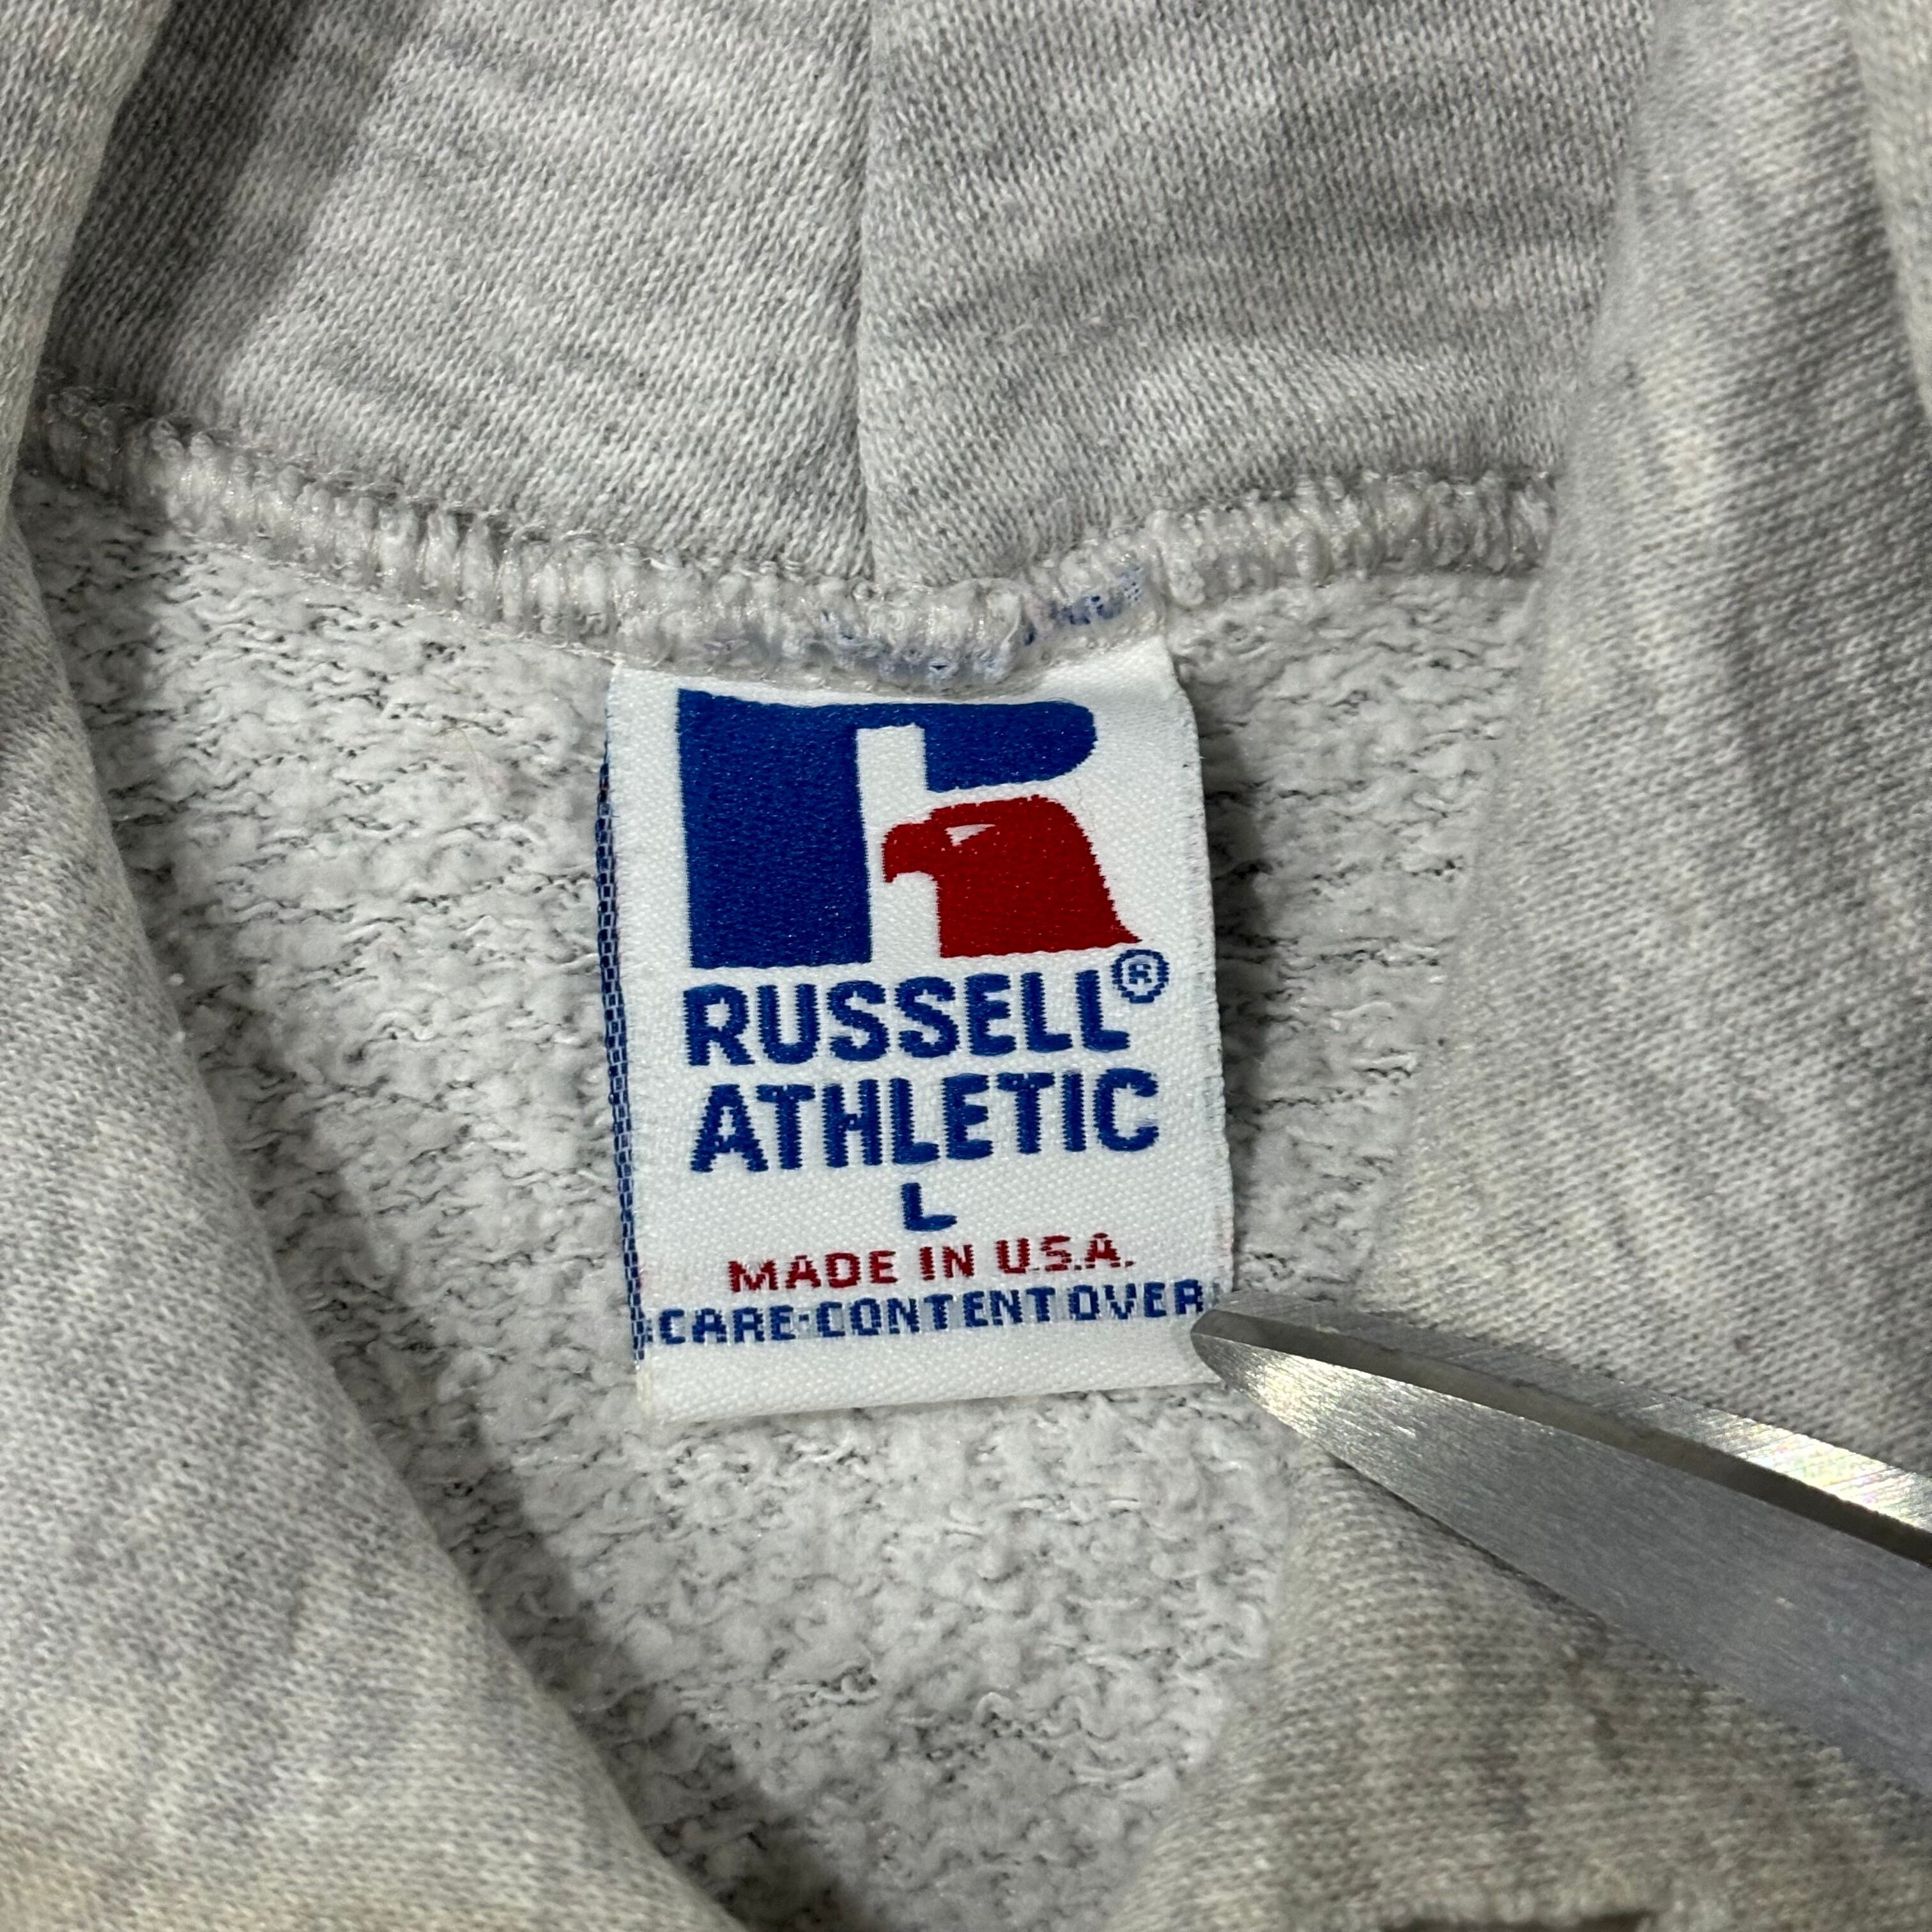 RUSSELL®
ATHLETIC
L
MADE IN U.S.A.
CARE·CONTENT OVER